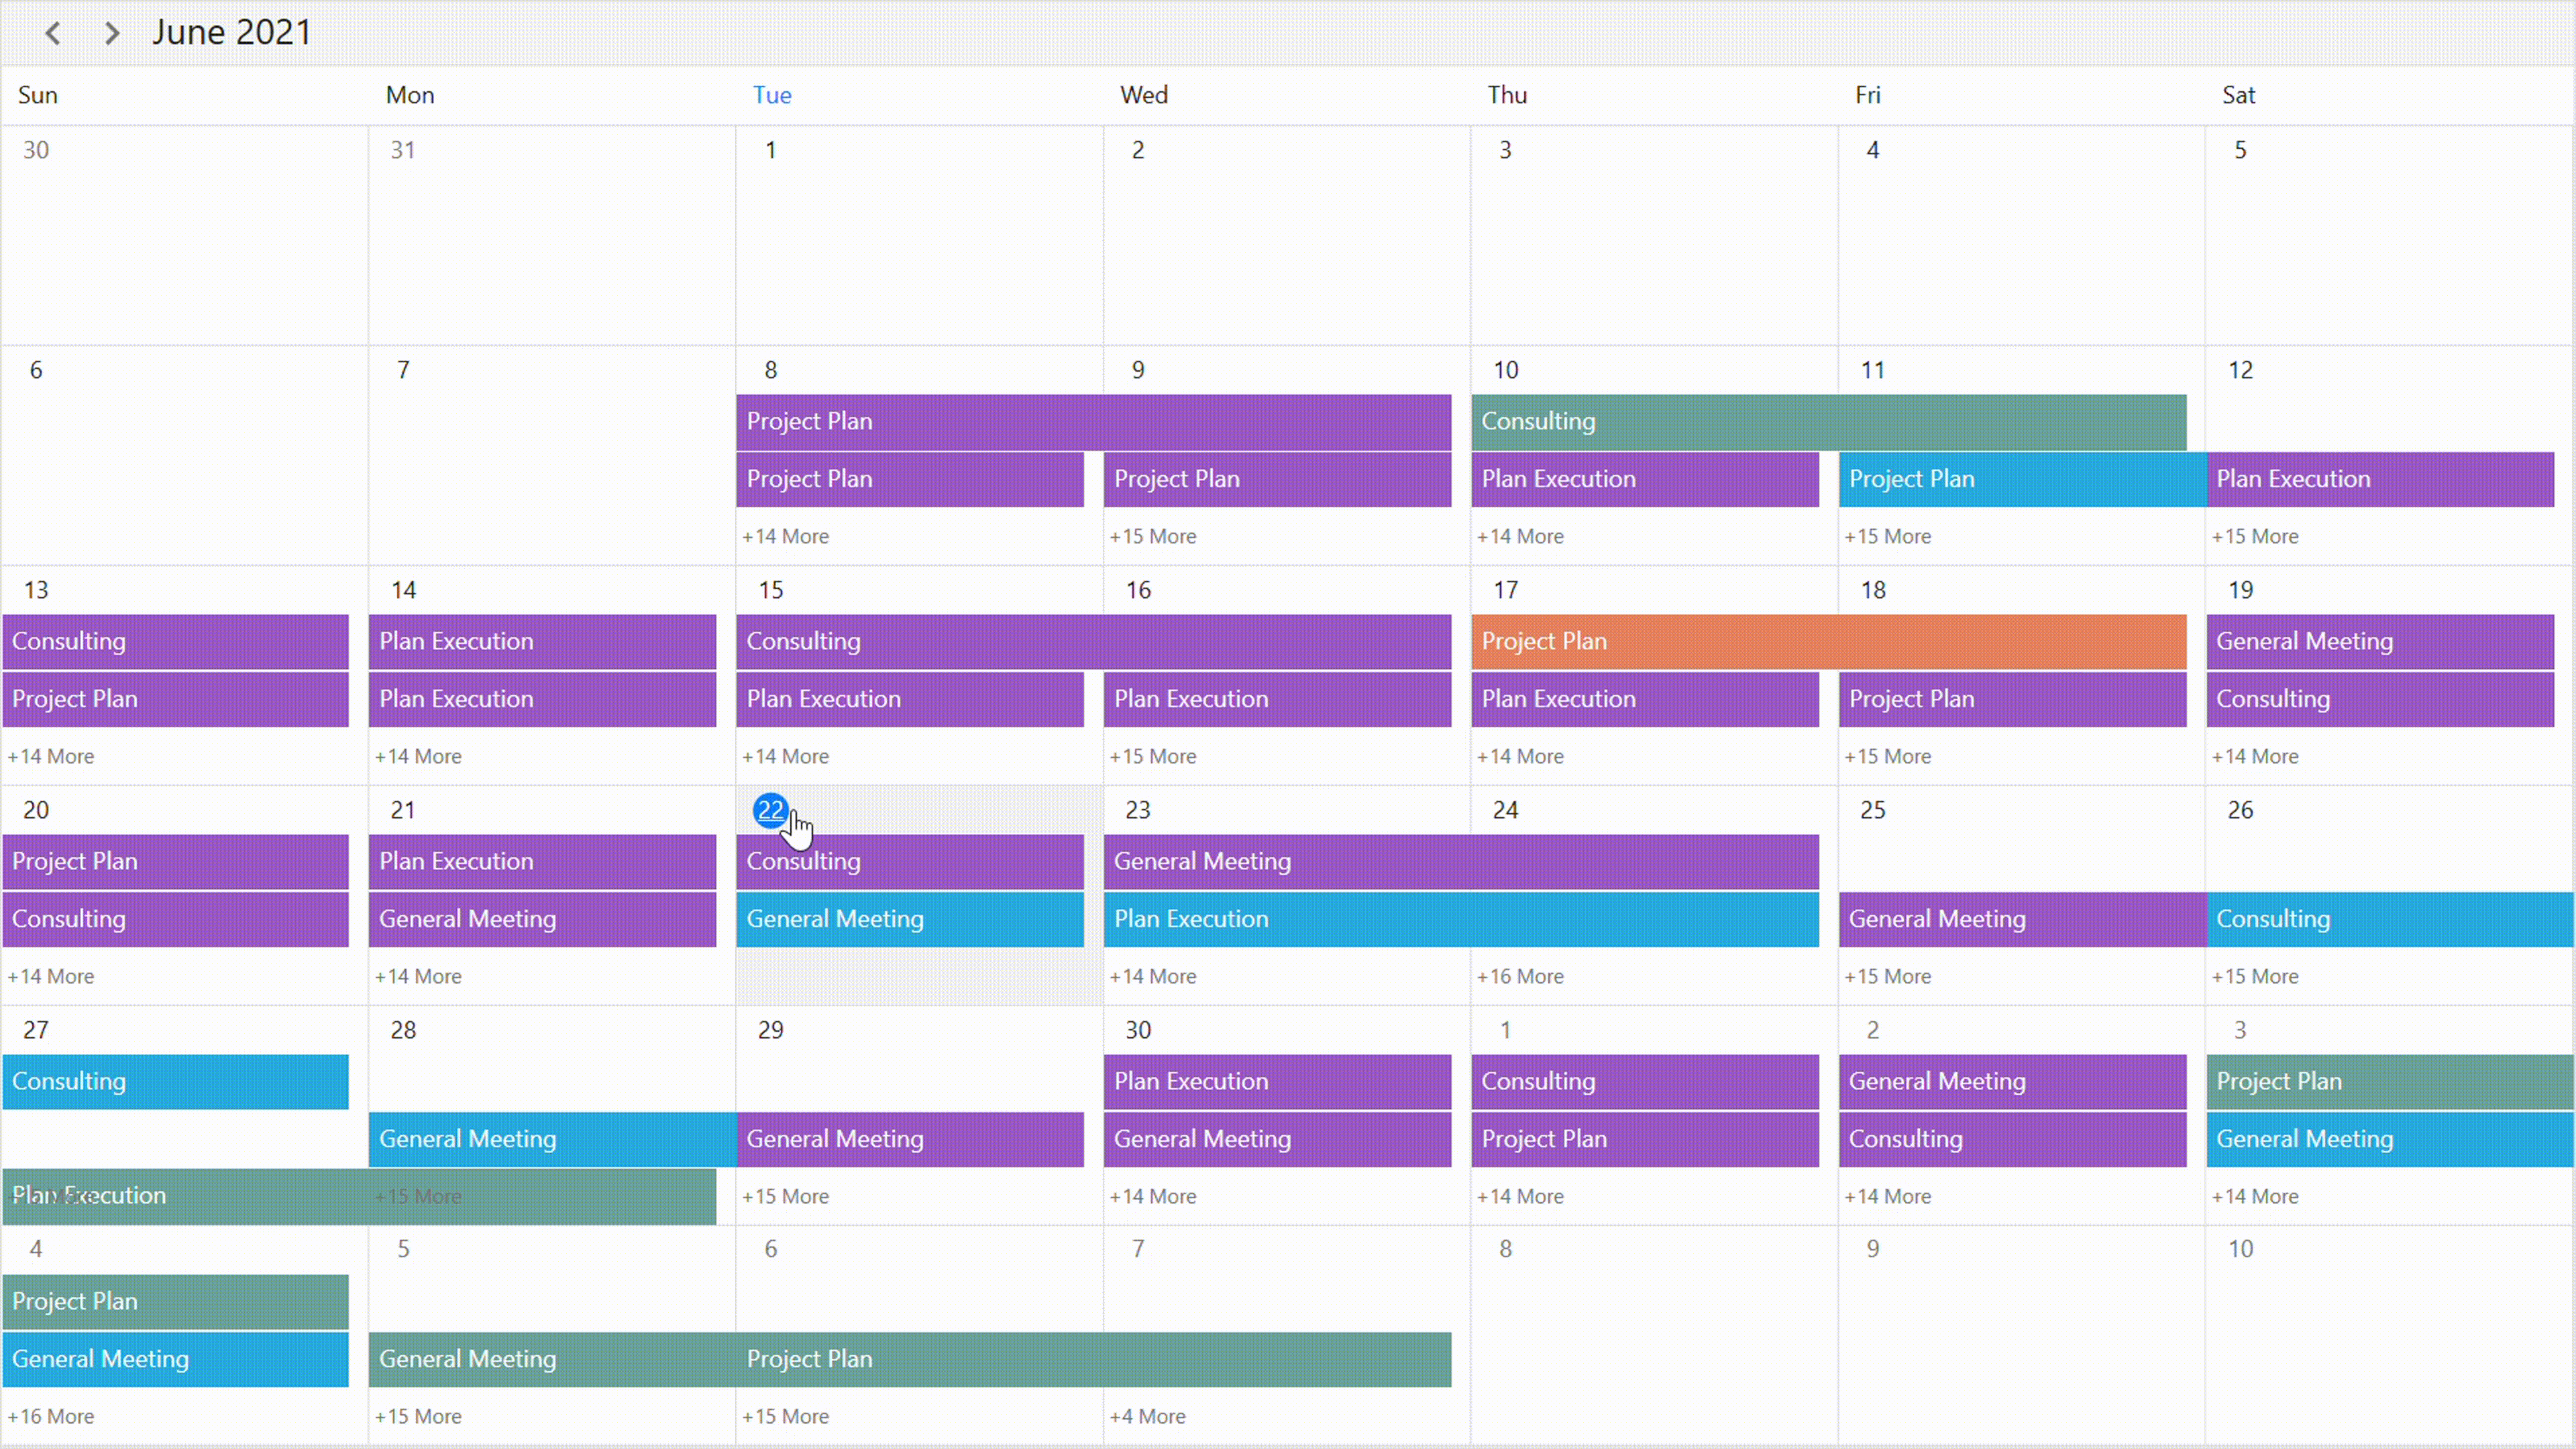 June 2021
Sun Mon Tue Wed Thu Fri Sat
30 31 1 2 3 4 5
6 7 8 9 10 11 12
Project Plan Consulting
Project Plan Project Plan Plan Execution Project Plan Plan Execution
+14 More +15 More +14 More +15 More +15 More
13 14 15 16 17 18 19
Consulting Plan Execution Consulting Project Plan General Meeting
Project Plan Plan Execution Plan Execution Plan Execution Plan Execution Project Plan Consulting
+14 More +14 More +14 More +15 More +14 More +15 More +14 More
20 21 22 23 24 25 26
Project Plan Plan Execution Consulting General Meeting
Consulting General Meeting General Meeting Plan Execution General Meeting Consulting
+14 More +14 More +14 More +16 More +15 More +15 More
27 28 29 30 1 2 3
Consulting Plan Execution Consulting General Meeting Project Plan
General Meeting General Meeting General Meeting Project Plan Consulting General Meeting
Plan Execution +15 More +15 More +14 More +14 More +14 More +14 More
4 5 6 7 8 9 10
Project Plan
General Meeting General Meeting Project Plan
+16 More +15 More +15 More +4 More